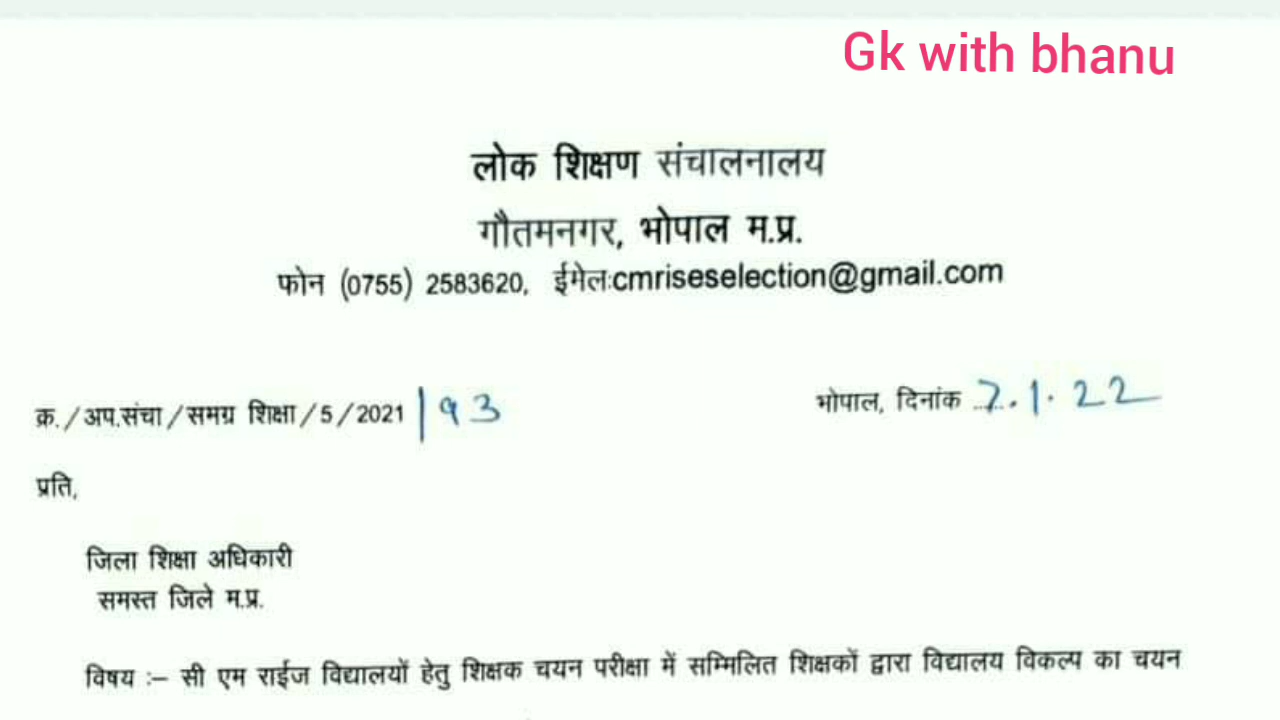 Gk with bhanu
लोक शिक्षण संचालनालय
गौतमनगर, भोपाल म.प्र.
फोन (0755) 2583620, ईमेल:cmriseselection@gmail.com
क्र./अप.संचा/समग्र शिक्षा/5/2021 | 93 भोपाल, दिनांक 7.1.22
प्रति,
जिला शिक्षा अधिकारी
समस्त जिले म.प्र.
विषय :– सी एम राईज विद्यालयों हेतु शिक्षक चयन परीक्षा में सम्मिलित शिक्षकों द्वारा विद्यालय विकल्प का चयन